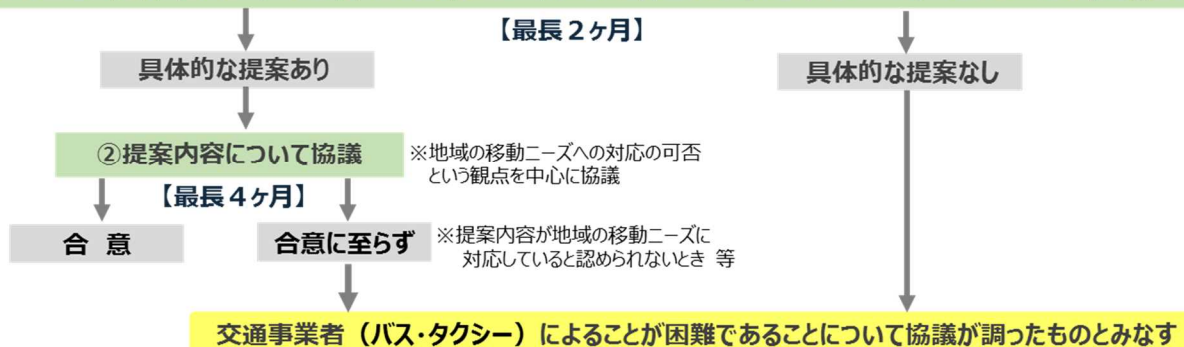 【最長２ヶ月】
具体的な提案あり
具体的な提案なし
②提案内容について協議
※地域の移動ニーズへの対応の可否
という観点を中心に協議
【最長４ヶ月】
合 意
合意に至らず
※提案内容が地域の移動ニーズに
対応していると認められないとき 等
交通事業者（バス・タクシー）によることが困難であることについて協議が調ったものとみなす